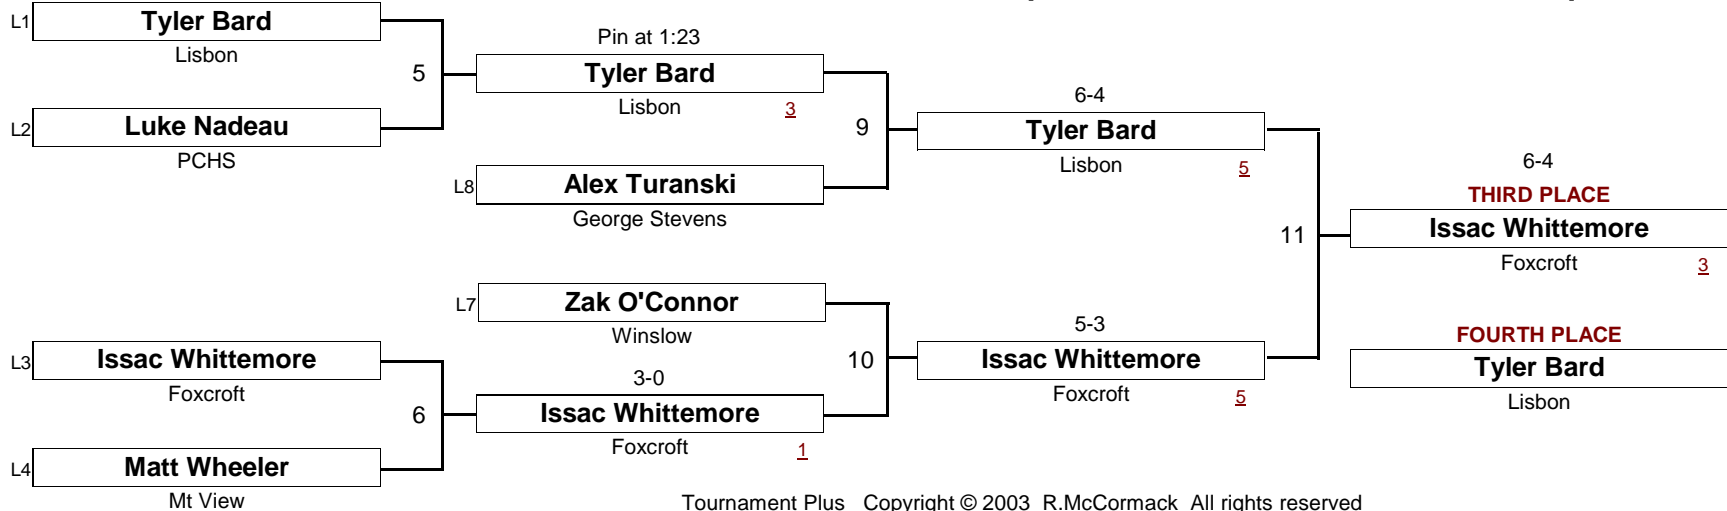 L1 Tyler Bard
Lisbon
5
L2 Luke Nadeau
PCHS
Pin at 1:23
Tyler Bard
Lisbon 3
9
L8 Alex Turanski
George Stevens
6-4
Tyler Bard
Lisbon 5
L7 Zak O'Connor
Winslow
10
L3 Issac Whittemore
Foxcroft
6
L4 Matt Wheeler
Mt View
3-0
Issac Whittemore
Foxcroft 1
5-3
Issac Whittemore
Foxcroft 5
11
6-4
THIRD PLACE
Issac Whittemore
Foxcroft 3
FOURTH PLACE
Tyler Bard
Lisbon
Tournament Plus Copyright © 2003 R.McCormack All rights reserved